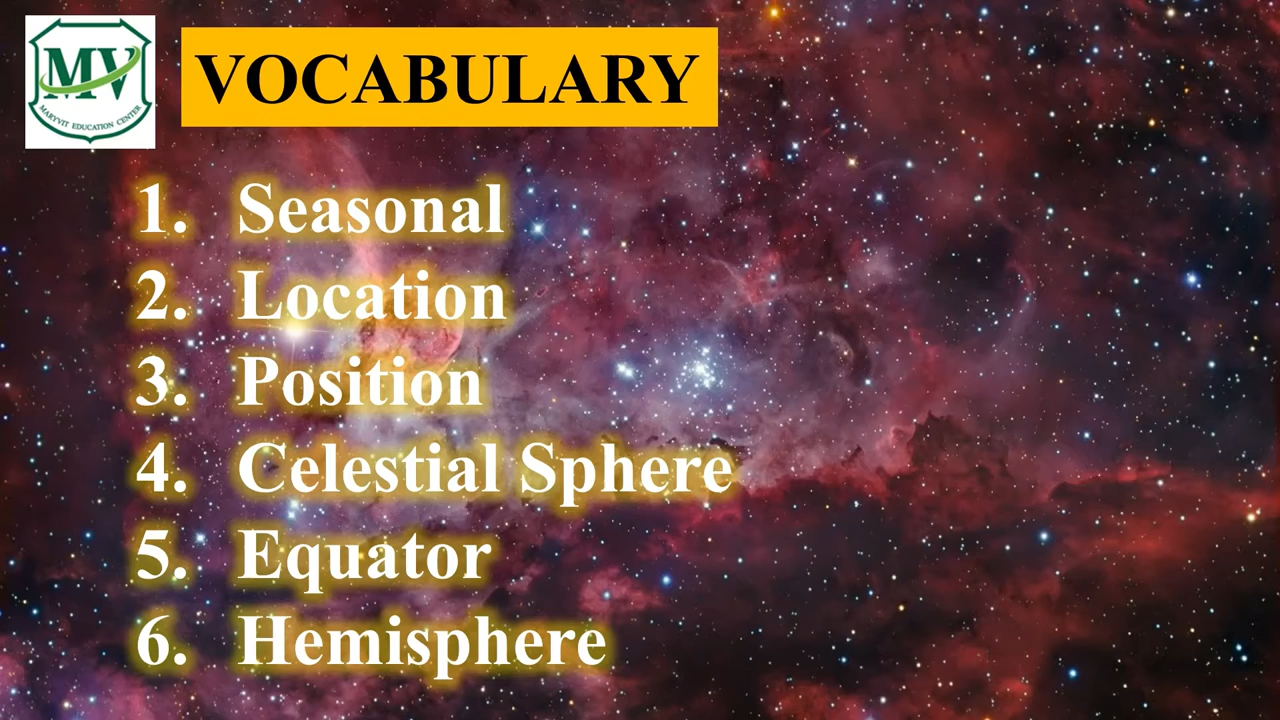 MV
MARYVIT EDUCATION CENTER
VOCABULARY
1. Seasonal
2. Location
3. Position
4. Celestial Sphere
5. Equator
6. Hemisphere